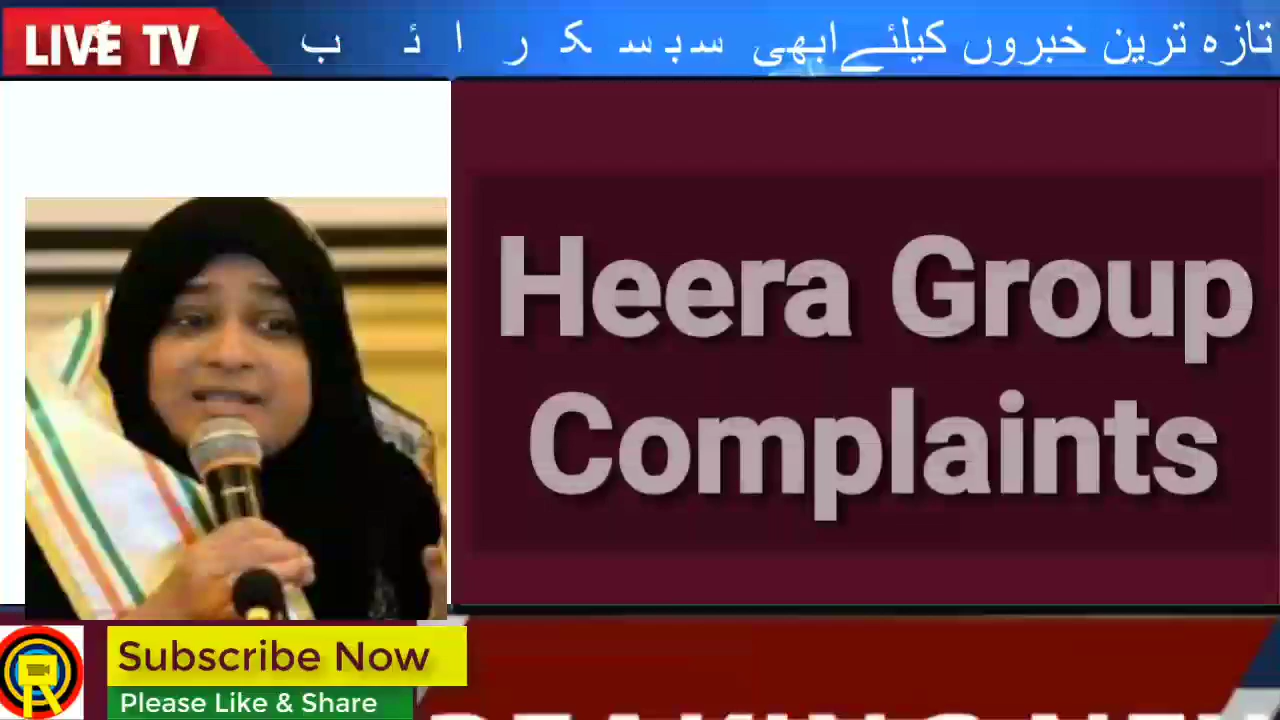 LIVE TV
تازہ ترین خبروں کیلئے ابھی سبسکرائب
Heera Group
Complaints
Subscribe Now
Please Like & Share